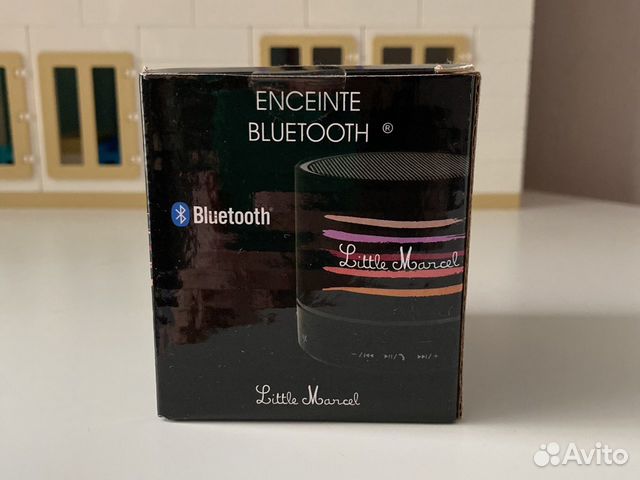 ENCEINTE
BLUETOOTH ®
Bluetooth
Little Marcel
-/⏮ ⏯/📞 ⏭/+
Little Marcel
Avito